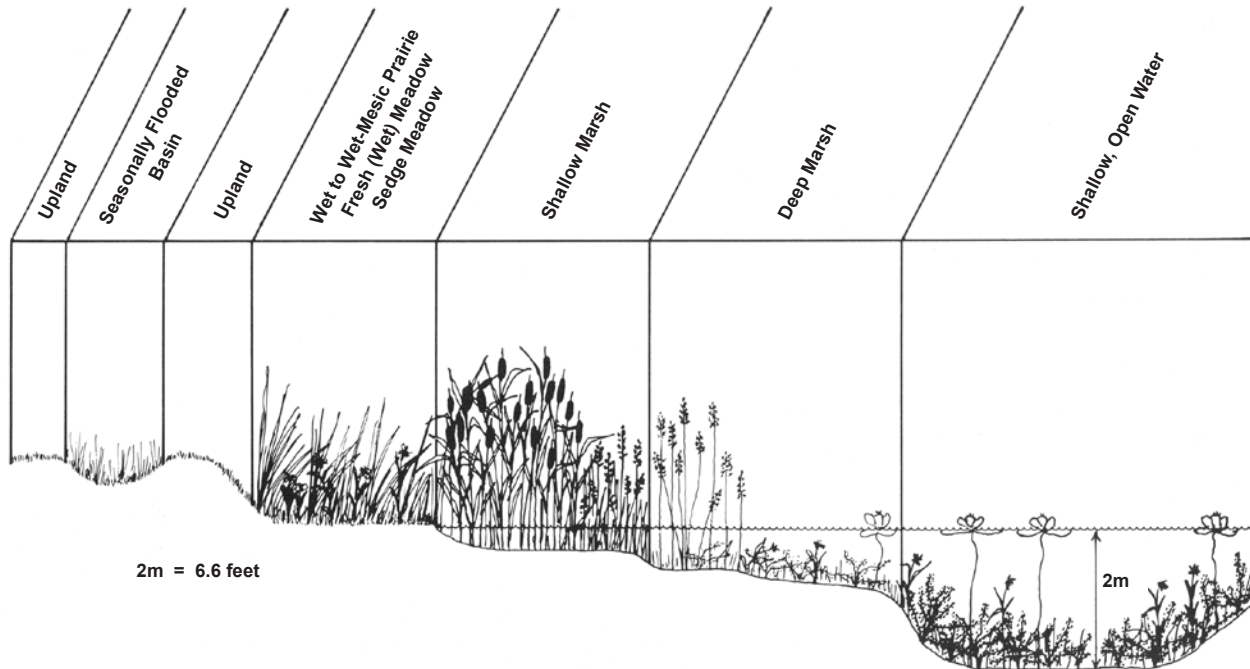 Upland
Seasonally Flooded
Basin
Upland
Wet to Wet-Mesic Prairie
Fresh (Wet) Meadow
Sedge Meadow
Shallow Marsh
Deep Marsh
Shallow, Open Water
2m = 6.6 feet
2m